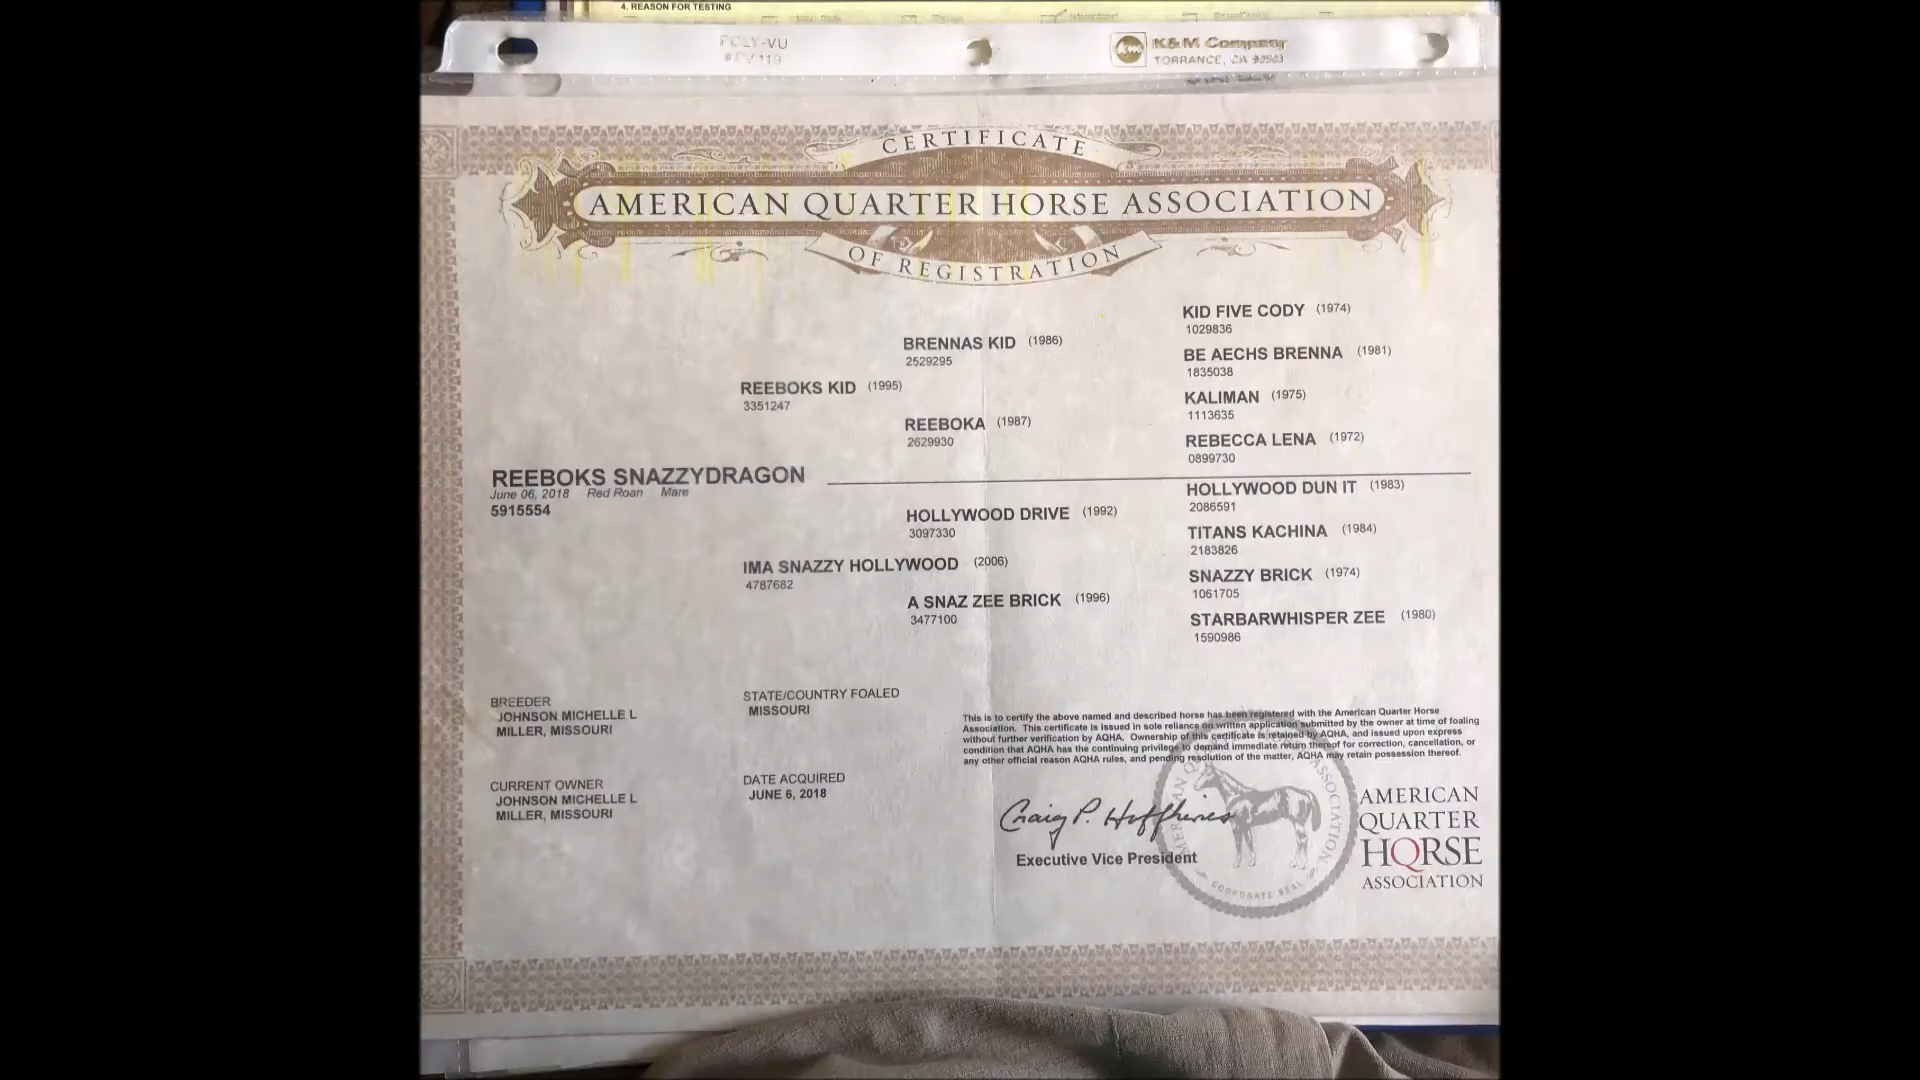 4. REASON FOR TESTING
POLY-VU
#PV119
K&M Company
TORRANCE, CA 90503
CERTIFICATE
AMERICAN QUARTER HORSE ASSOCIATION
OF REGISTRATION
KID FIVE CODY (1974)
1029836
BRENNAS KID (1986)
2529295
BE AECHS BRENNA (1981)
1835038
REEBOKS KID (1995)
3351247
KALIMAN (1975)
1113635
REEBOKA (1987)
2629930
REBECCA LENA (1972)
0899730
REEBOKS SNAZZYDRAGON
June 06, 2018 Red Roan Mare
5915554
HOLLYWOOD DUN IT (1983)
2086591
HOLLYWOOD DRIVE (1992)
3097330
TITANS KACHINA (1984)
2183826
IMA SNAZZY HOLLYWOOD (2006)
4787682
SNAZZY BRICK (1974)
1061705
A SNAZ ZEE BRICK (1996)
3477100
STARBARWHISPER ZEE (1980)
1590986
BREEDER
JOHNSON MICHELLE L
MILLER, MISSOURI
STATE/COUNTRY FOALED
MISSOURI
CURRENT OWNER
JOHNSON MICHELLE L
MILLER, MISSOURI
DATE ACQUIRED
JUNE 6, 2018
This is to certify the above named and described horse has been registered with the American Quarter Horse
Association. This certificate is issued in sole reliance on written application submitted by the owner at time of foaling
without further verification by AQHA. Ownership of this certificate is retained by AQHA, and issued upon express
condition that AQHA has the continuing privilege to demand immediate return thereof for correction, cancellation, or
any other official reason AQHA rules, and pending resolution of the matter, AQHA may retain possession thereof.
Craig P. Huffhines
Executive Vice President
CORPORATE SEAL
AMERICAN
QUARTER
HORSE
ASSOCIATION